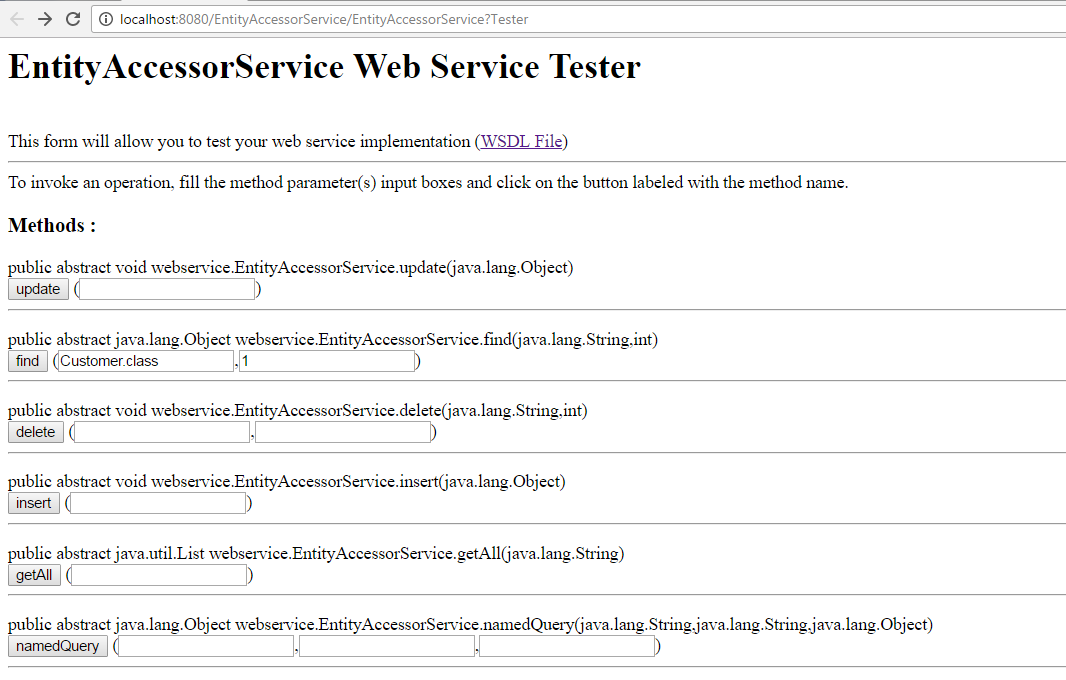 localhost:8080/EntityAccessorService/EntityAccessorService?Tester
EntityAccessorService Web Service Tester
This form will allow you to test your web service implementation (WSDL File)
To invoke an operation, fill the method parameter(s) input boxes and click on the button labeled with the method name.
Methods :
public abstract void webservice.EntityAccessorService.update(java.lang.Object)
update ( )
public abstract java.lang.Object webservice.EntityAccessorService.find(java.lang.String,int)
find (Customer.class ,1 )
public abstract void webservice.EntityAccessorService.delete(java.lang.String,int)
delete ( , )
public abstract void webservice.EntityAccessorService.insert(java.lang.Object)
insert ( )
public abstract java.util.List webservice.EntityAccessorService.getAll(java.lang.String)
getAll ( )
public abstract java.lang.Object webservice.EntityAccessorService.namedQuery(java.lang.String,java.lang.String,java.lang.Object)
namedQuery ( , , )